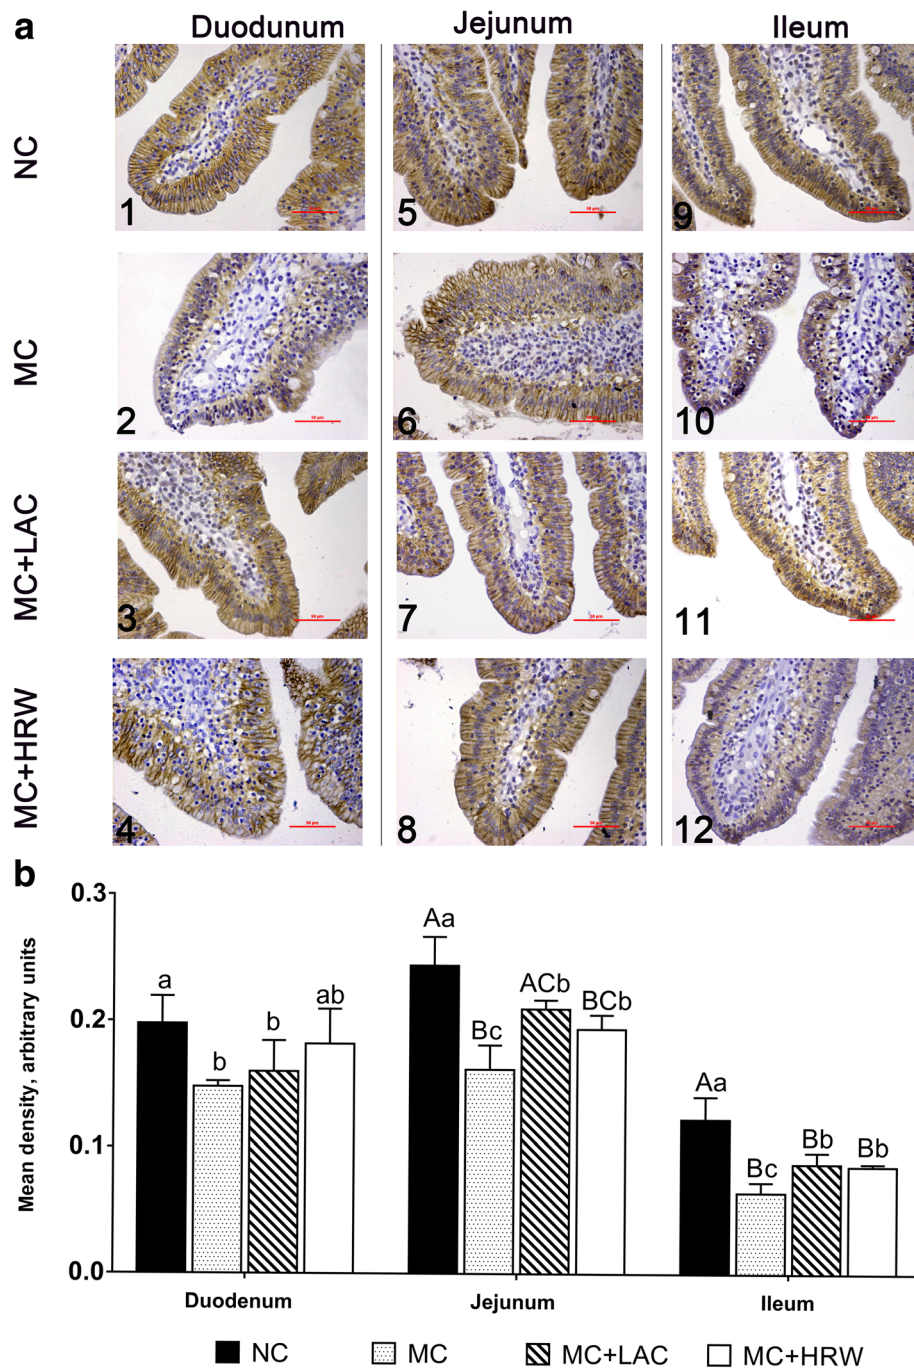 a
Duodunum Jejunum Ileum
NC
1 5 9
MC
2 6 10
MC+LAC
3 7 11
MC+HRW
4 8 12
b
Mean density, arbitrary units
0.3
0.2
0.1
0.0
a b b ab
Aa Bc ACb BCb
Aa Bc Bb Bb
Duodenum Jejunum Ileum
NC MC MC+LAC MC+HRW